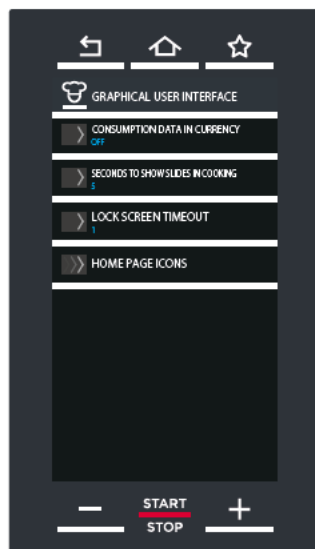 GRAPHICAL USER INTERFACE
CONSUMPTION DATA IN CURRENCY
OFF
SECONDS TO SHOW SLIDES IN COOKING
5
LOCK SCREEN TIMEOUT
1
HOME PAGE ICONS
START
STOP